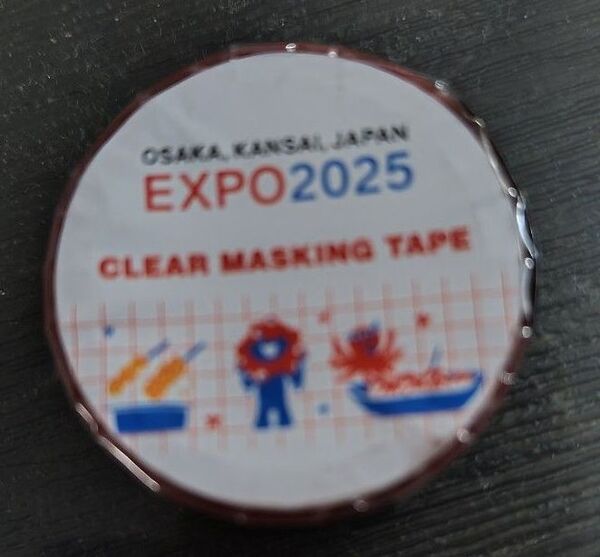 OSAKA, KANSAI, JAPAN
EXPO2025
CLEAR MASKING TAPE